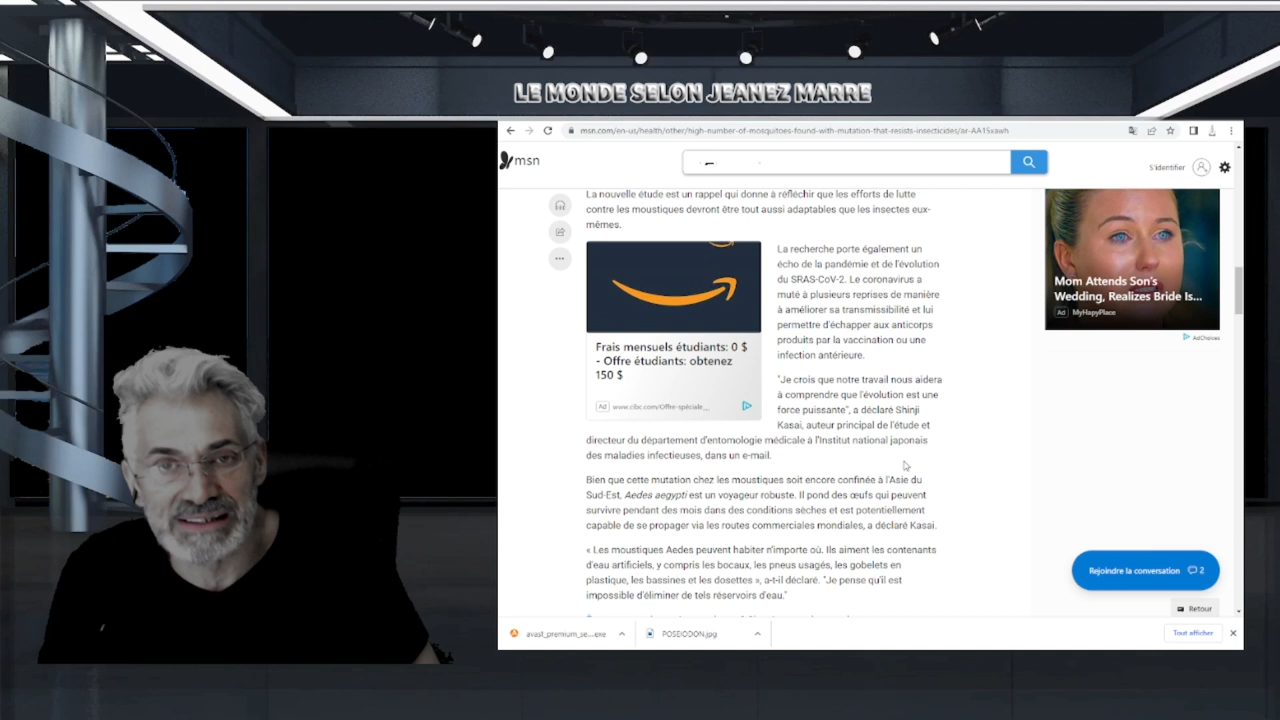 LE MONDE SELON JEANEZ MARRE
msn.com/en-us/health/other/high-number-of-mosquitoes-found-with-mutation-that-resists-insecticides/ar-AA15xawh
msn
S'identifier
La nouvelle étude est un rappel qui donne à réfléchir que les efforts de lutte
contre les moustiques devront être tout aussi adaptables que les insectes eux-
mêmes.
La recherche porte également un
écho de la pandémie et de l'évolution
du SRAS-CoV-2. Le coronavirus a
muté à plusieurs reprises de manière
à améliorer sa transmissibilité et lui
permettre d'échapper aux anticorps
produits par la vaccination ou une
infection antérieure.
Frais mensuels étudiants: 0 $
- Offre étudiants: obtenez
150 $
Ad www.cibc.com/Offre-spéciale__
"Je crois que notre travail nous aidera
à comprendre que l'évolution est une
force puissante", a déclaré Shinji
Kasai, auteur principal de l'étude et
directeur du département d'entomologie médicale à l'Institut national japonais
des maladies infectieuses, dans un e-mail.
Bien que cette mutation chez les moustiques soit encore confinée à l'Asie du
Sud-Est, Aedes aegypti est un voyageur robuste. Il pond des œufs qui peuvent
survivre pendant des mois dans des conditions sèches et est potentiellement
capable de se propager via les routes commerciales mondiales, a déclaré Kasai.
« Les moustiques Aedes peuvent habiter n'importe où. Ils aiment les contenants
d'eau artificiels, y compris les bocaux, les pneus usagés, les gobelets en
plastique, les bassines et les dosettes », a-t-il déclaré. "Je pense qu'il est
impossible d'éliminer de tels réservoirs d'eau."
Mom Attends Son's
Wedding, Realizes Bride Is...
Ad MyHapyPlace
AdChoices
Rejoindre la conversation 2
Retour
avast_premium_se....exe
POSEIODON.jpg
Tout afficher